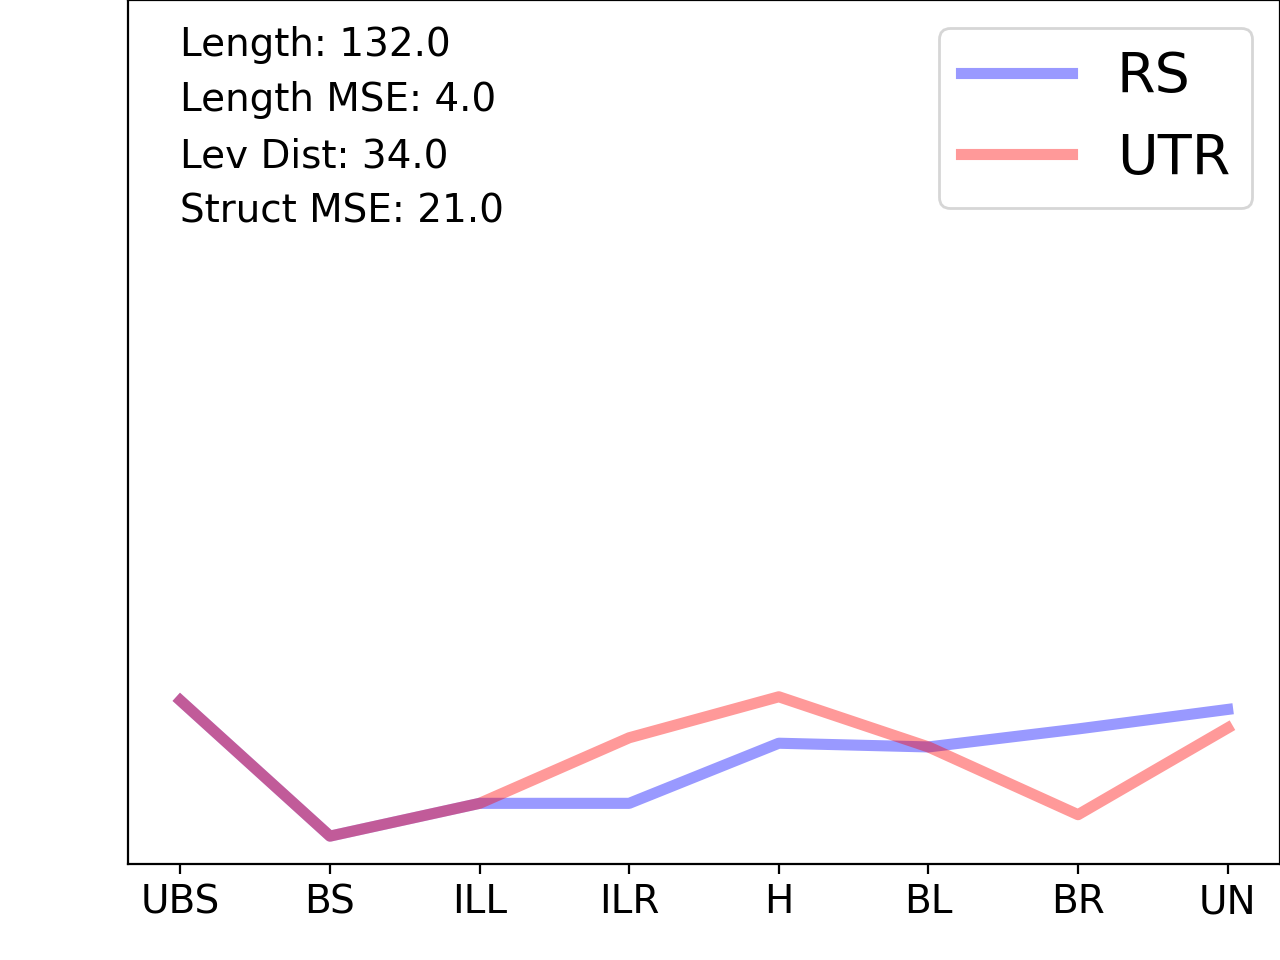 Length: 132.0
Length MSE: 4.0
Lev Dist: 34.0
Struct MSE: 21.0
RS
UTR
UBS BS ILL ILR H BL BR UN